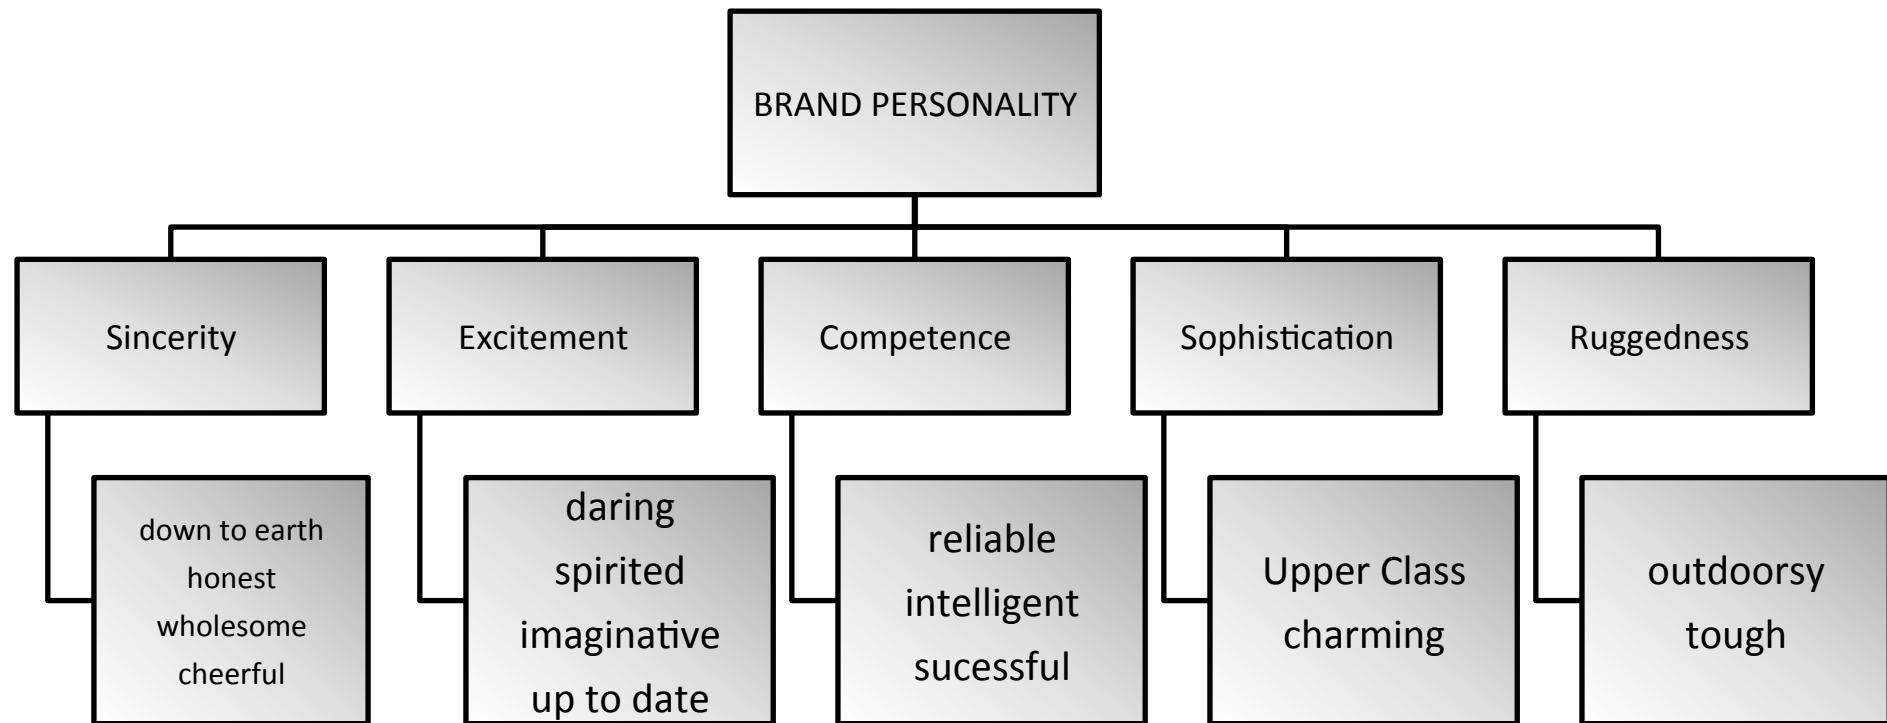 BRAND PERSONALITY
Sincerity
Excitement
Competence
Sophistication
Ruggedness
down to earth
honest
wholesome
cheerful
daring
spirited
imaginative
up to date
reliable
intelligent
sucessful
Upper Class
charming
outdoorsy
tough